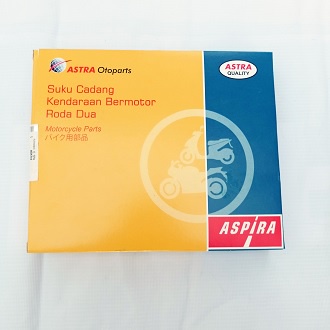 ASTRA Otoparts
ASTRA
QUALITY
Suku Cadang
Kendaraan Bermotor
Roda Dua
Motorcycle Parts
バイク用部品
ASPIRA